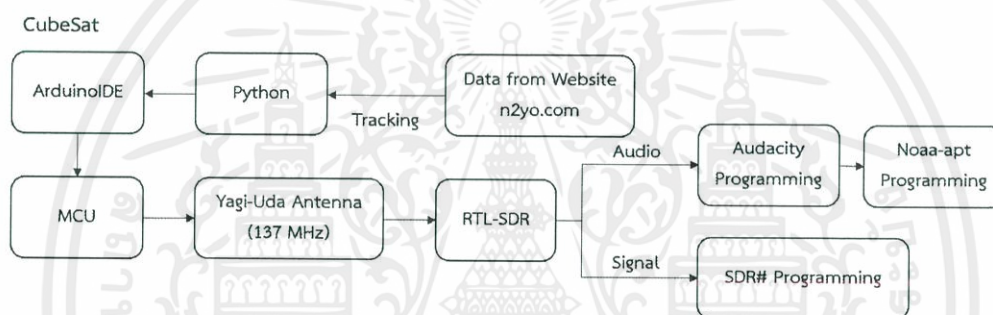 CubeSat
ArduinoIDE
Python
Data from Website
n2yo.com
Tracking
MCU
Yagi-Uda Antenna
(137 MHz)
RTL-SDR
Audio
Audacity
Programming
Noaa-apt
Programming
Signal
SDR# Programming